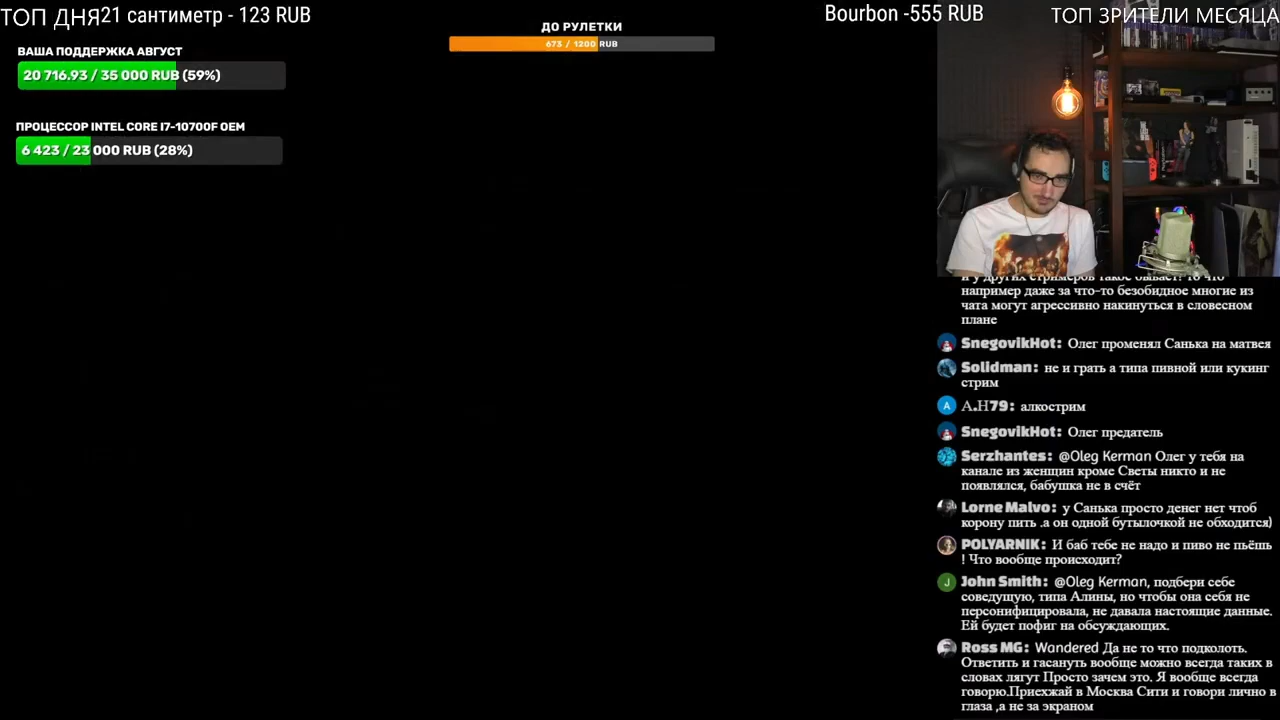 ТОП ДНЯ21 сантиметр - 123 RUB
ДО РУЛЕТКИ
673 / 1200 RUB
Bourbon -555 RUB
ТОП ЗРИТЕЛИ МЕСЯЦА
ВАША ПОДДЕРЖКА АВГУСТ
20 716.93 / 35 000 RUB (59%)
ПРОЦЕССОР INTEL CORE I7-10700F OEM
6 423 / 23 000 RUB (28%)
и у других стримеров такое бывает? то что
например даже за что-то безобидное многие из
чата могут агрессивно накинуться в словесном
плане
SnegovikHot: Олег променял Санька на матвея
Solidman: не и грать а типа пивной или кукинг
стрим
А.Н79: алкострим
SnegovikHot: Олег предатель
Serzhantes: @Oleg Kerman Олег у тебя на
канале из женщин кроме Светы никто и не
появлялся, бабушка не в счёт
Lorne Malvo: у Санька просто денег нет чтоб
корону пить .а он одной бутылочкой не обходится)
POLYARNIK: И баб тебе не надо и пиво не пьёшь
! Что вообще происходит?
John Smith: @Oleg Kerman, подбери себе
соведущую, типа Алины, но чтобы она себя не
персонифицировала, не давала настоящие данные.
Ей будет пофиг на обсуждающих.
Ross MG: Wandered Да не то что подколоть.
Ответить и гасануть вообще можно всегда таких в
словах лягут Просто зачем это. Я вообще всегда
говорю.Приехжай в Москва Сити и говори лично в
глаза ,а не за экраном